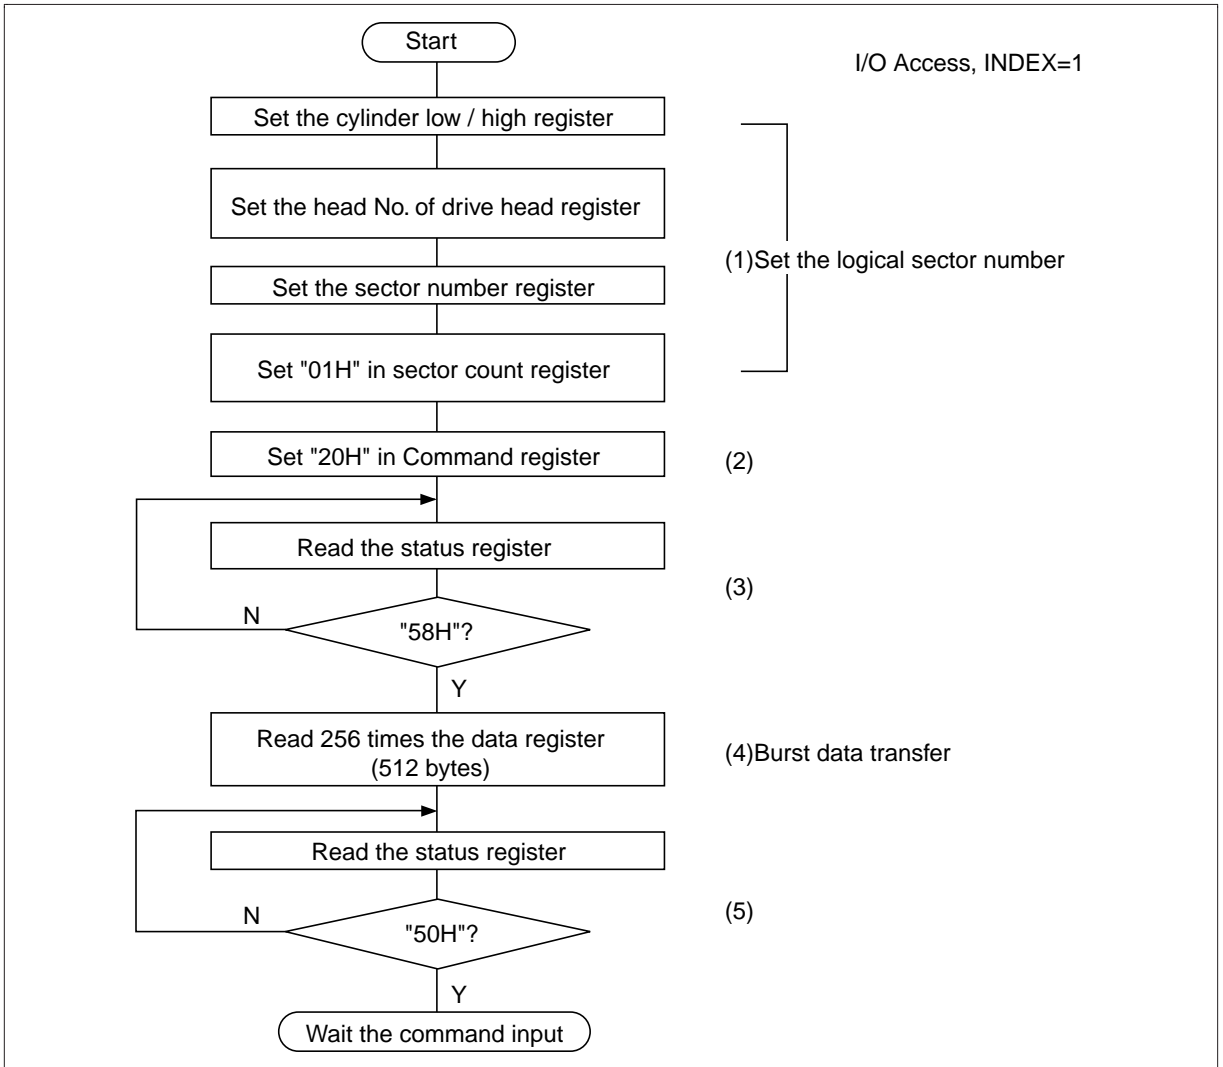 Start
I/O Access, INDEX=1
Set the cylinder low / high register
Set the head No. of drive head register
(1)Set the logical sector number
Set the sector number register
Set "01H" in sector count register
Set "20H" in Command register
(2)
Read the status register
(3)
N
"58H"?
Y
Read 256 times the data register
(512 bytes)
(4)Burst data transfer
Read the status register
N
(5)
"50H"?
Y
Wait the command input